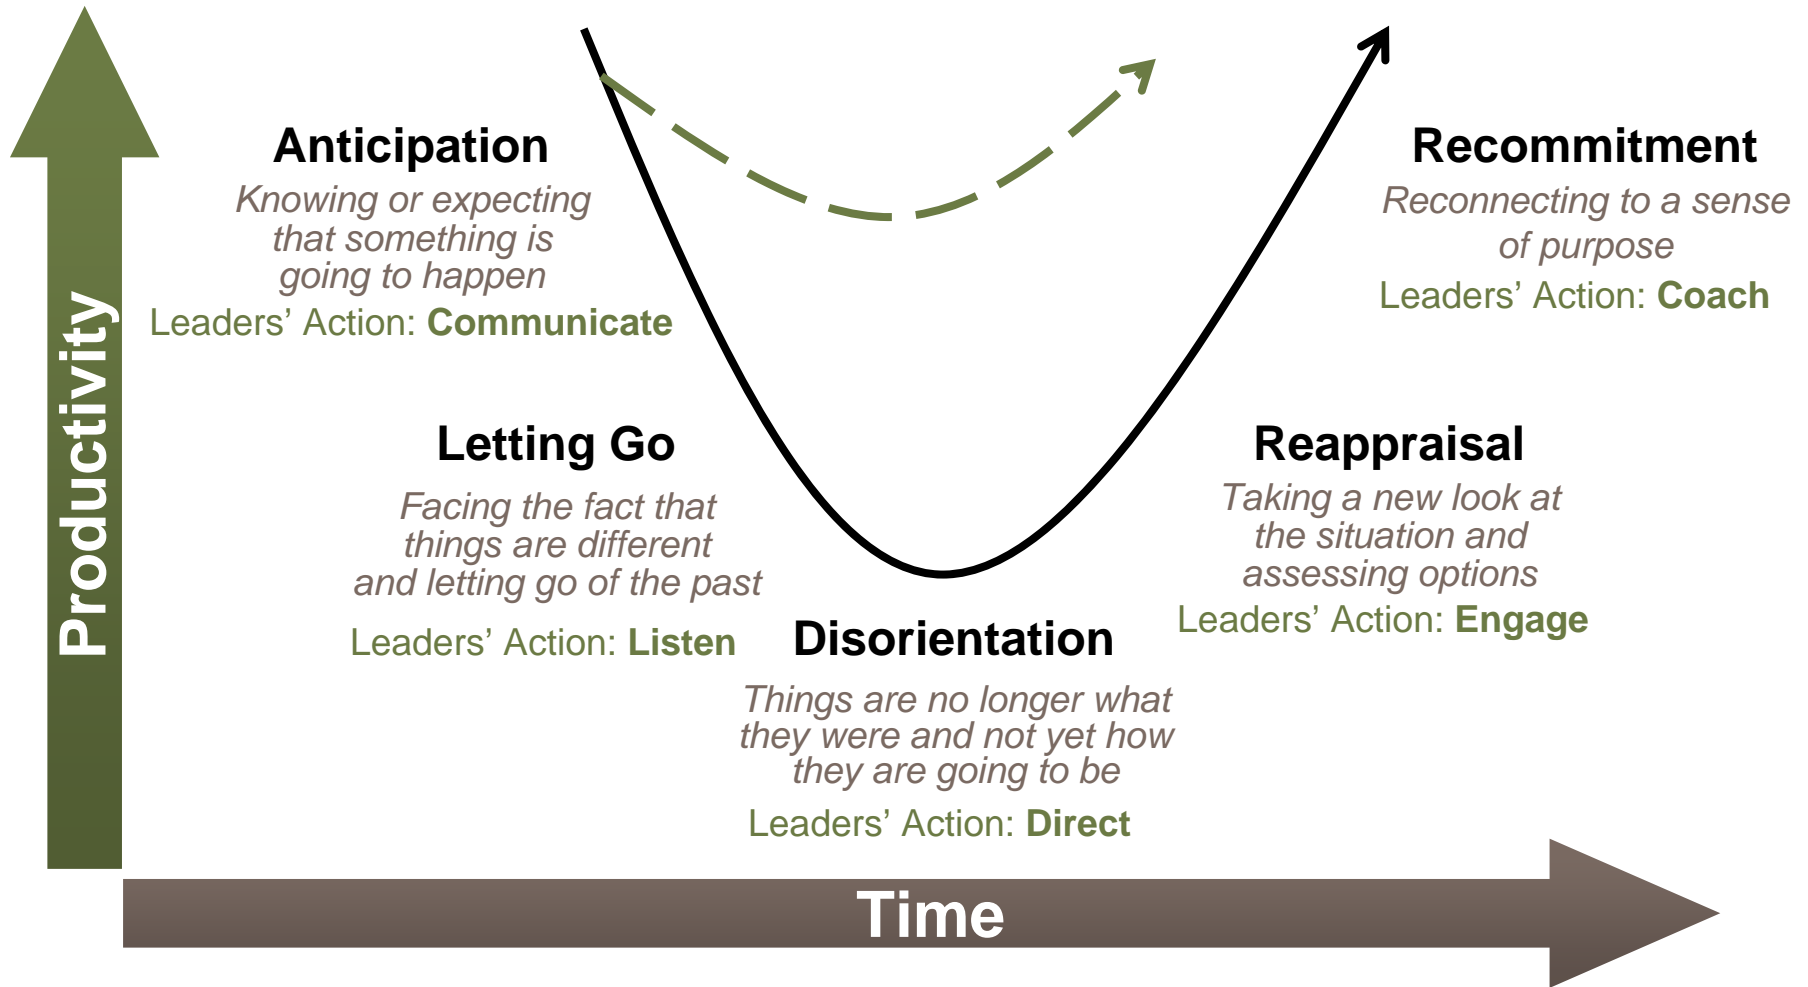 Productivity
Anticipation
Knowing or expecting
that something is
going to happen
Leaders’ Action: Communicate
Letting Go
Facing the fact that
things are different
and letting go of the past
Leaders’ Action: Listen
Disorientation
Things are no longer what
they were and not yet how
they are going to be
Leaders’ Action: Direct
Reappraisal
Taking a new look at
the situation and
assessing options
Leaders’ Action: Engage
Recommitment
Reconnecting to a sense
of purpose
Leaders’ Action: Coach
Time